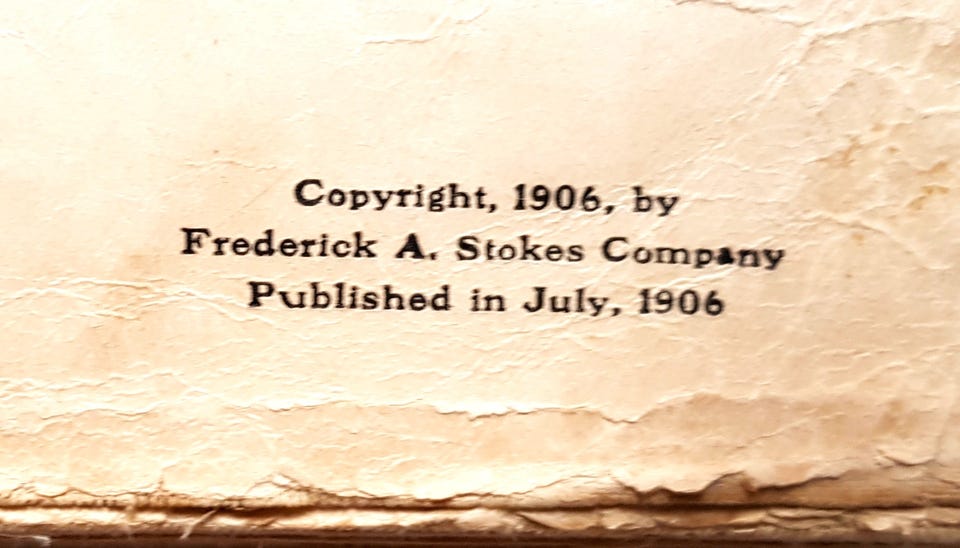 Copyright, 1906, by
Frederick A. Stokes Company
Published in July, 1906